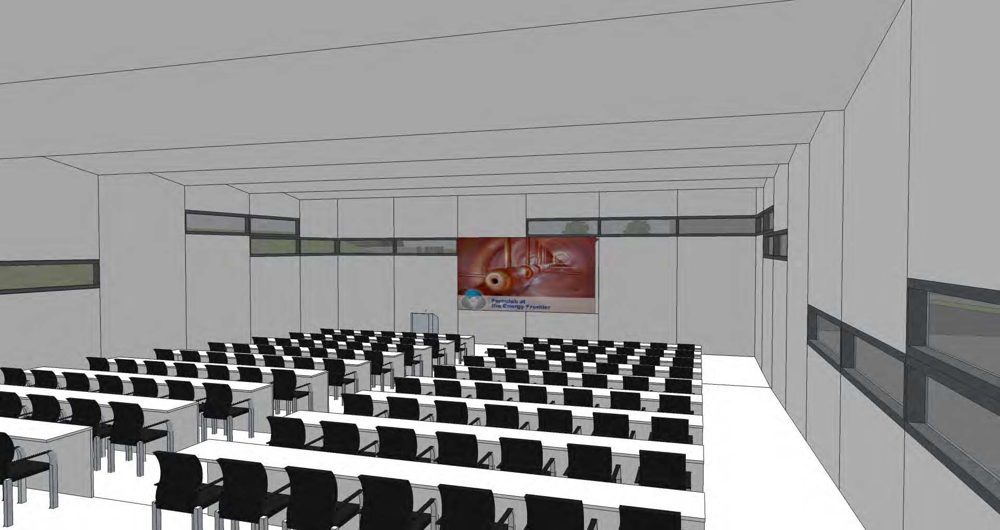 Fermilab at
the Energy Frontier